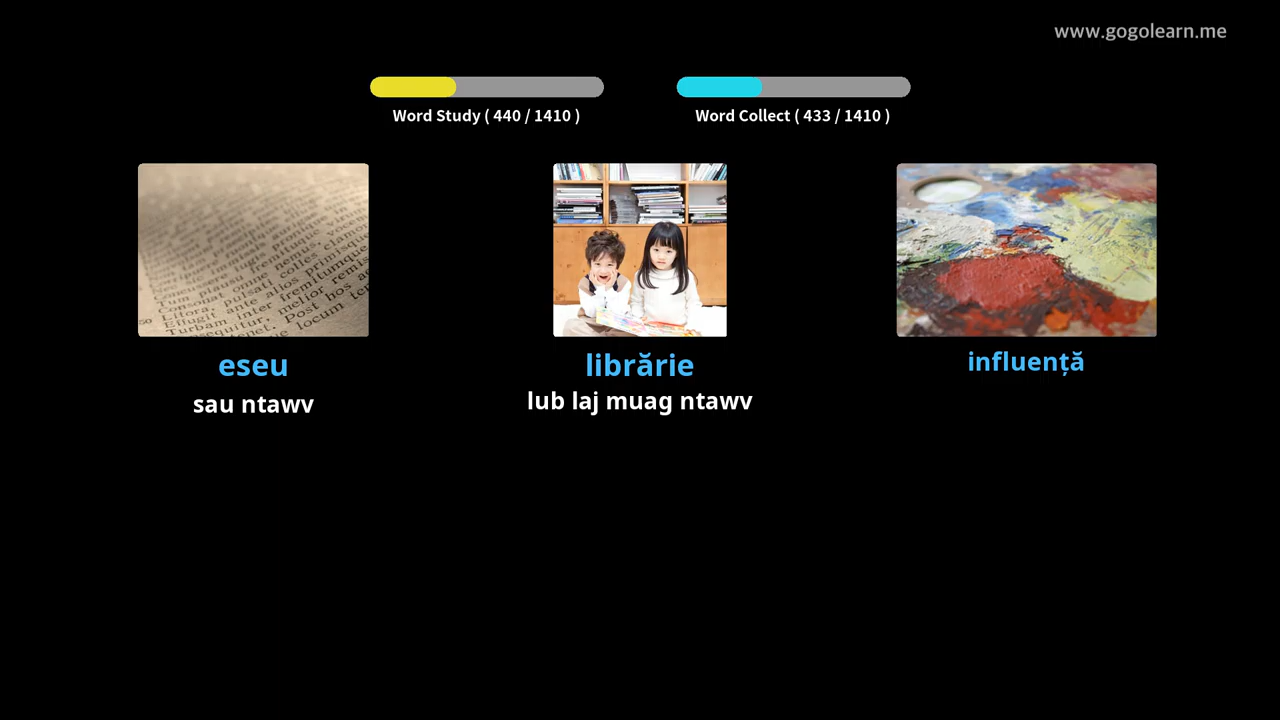 www.gogolearn.me
Word Study ( 440 / 1410 )
Word Collect ( 433 / 1410 )
eseu
sau ntawv
librărie
lub laj muag ntawv
influență